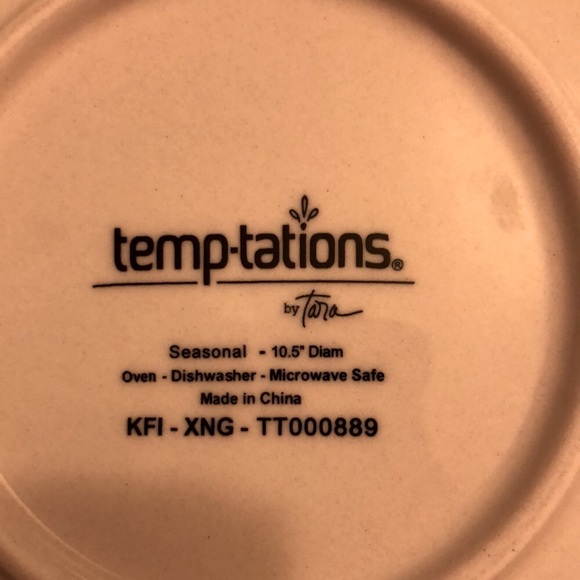 temp-tations®
by Tara
Seasonal - 10.5" Diam
Oven - Dishwasher - Microwave Safe
Made in China
KFI - XNG - TT000889